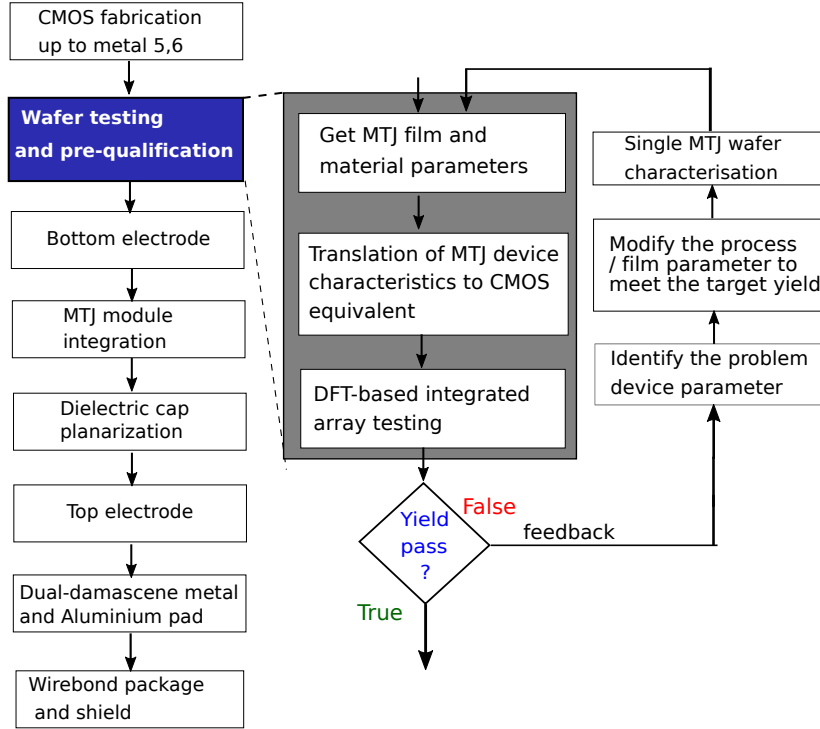 CMOS fabrication
up to metal 5,6
Wafer testing
and pre-qualification
Bottom electrode
MTJ module
integration
Dielectric cap
planarization
Top electrode
Dual-damascene metal
and Aluminium pad
Wirebond package
and shield
Get MTJ film and
material parameters
Translation of MTJ device
characteristics to CMOS
equivalent
DFT-based integrated
array testing
Yield
pass
?
False
True
feedback
Identify the problem
device parameter
Modify the process
/ film parameter to
meet the target yield
Single MTJ wafer
characterisation